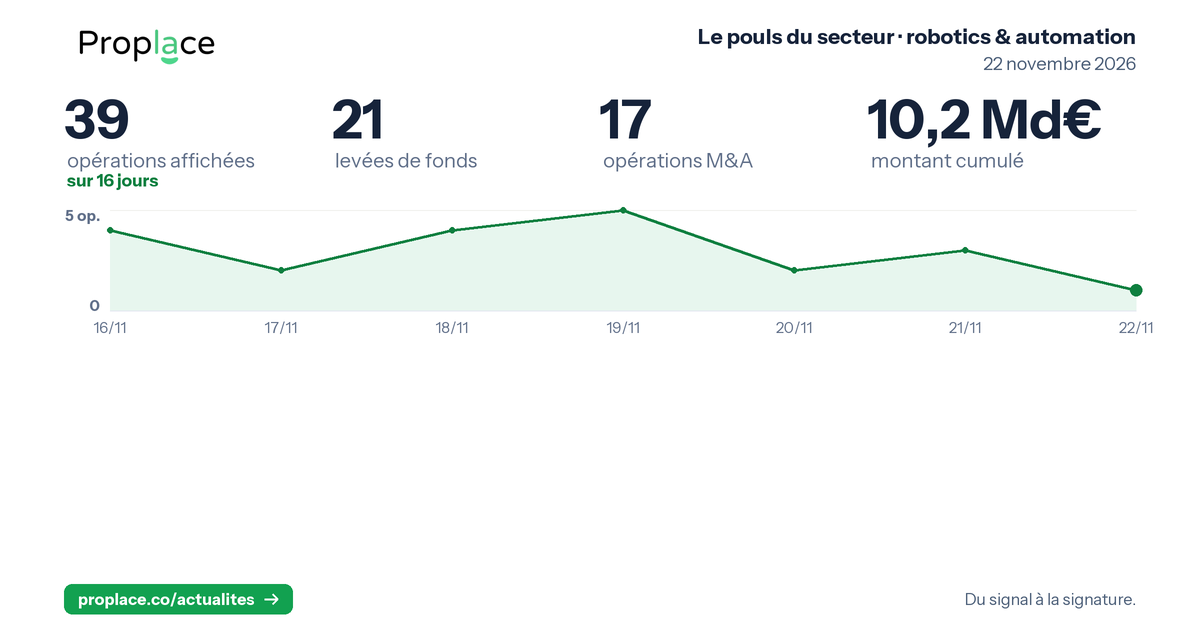 Proplace
Le pouls du secteur · robotics & automation
22 novembre 2026
39
opérations affichées
sur 16 jours
21
levées de fonds
17
opérations M&A
10,2 Md€
montant cumulé
5 op.
0
16/11
17/11
18/11
19/11
20/11
21/11
22/11
proplace.co/actualites →
Du signal à la signature.